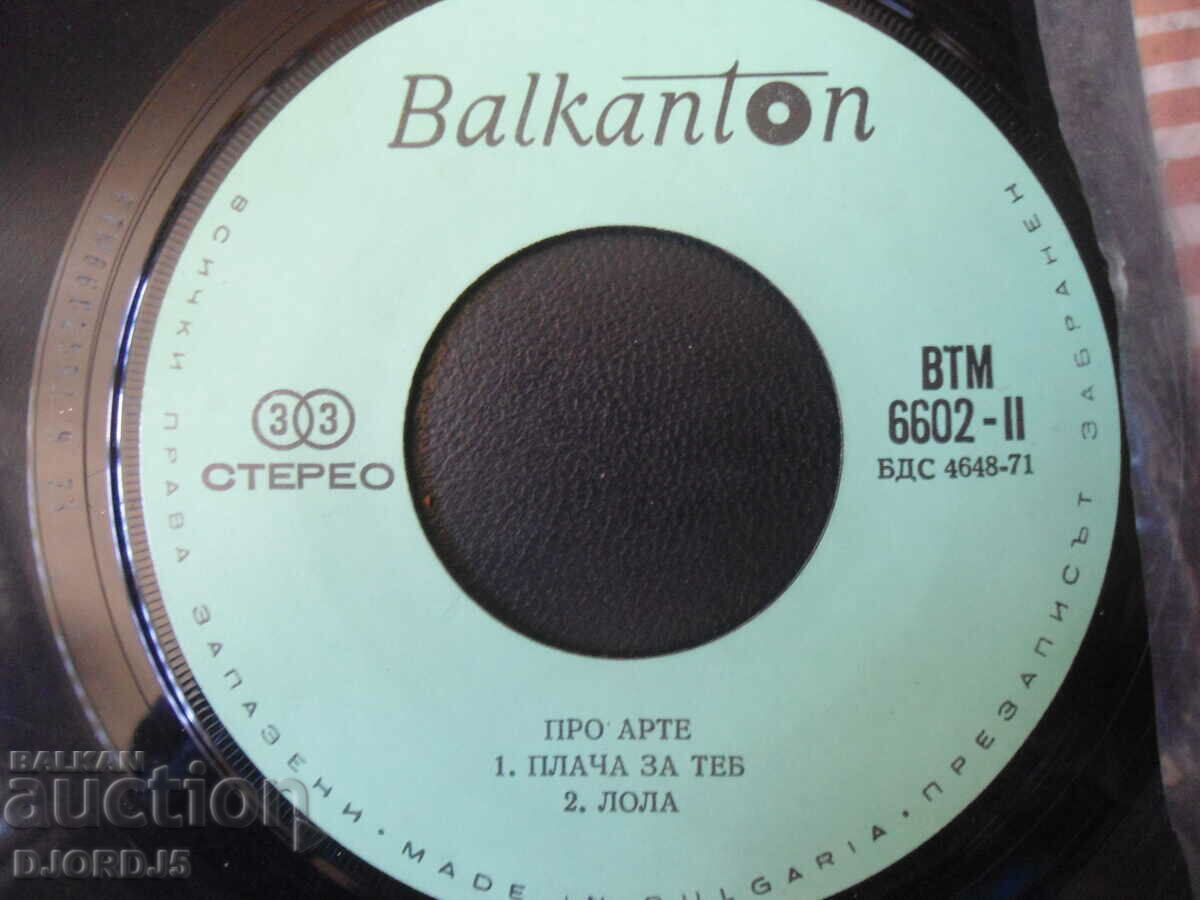 Balkanton
33
СТЕРЕО
ВТМ
6602-II
БДС 4648-71
ПРО АРТЕ
1. ПЛАЧА ЗА ТЕБ
2. ЛОЛА
ВСИЧКИ ПРАВА ЗАПАЗЕНИ · MADE IN BULGARIA · ПРЕЗАПИСЪТ ЗАБРАНЕН
BALKAN
auction
DJORDJ5